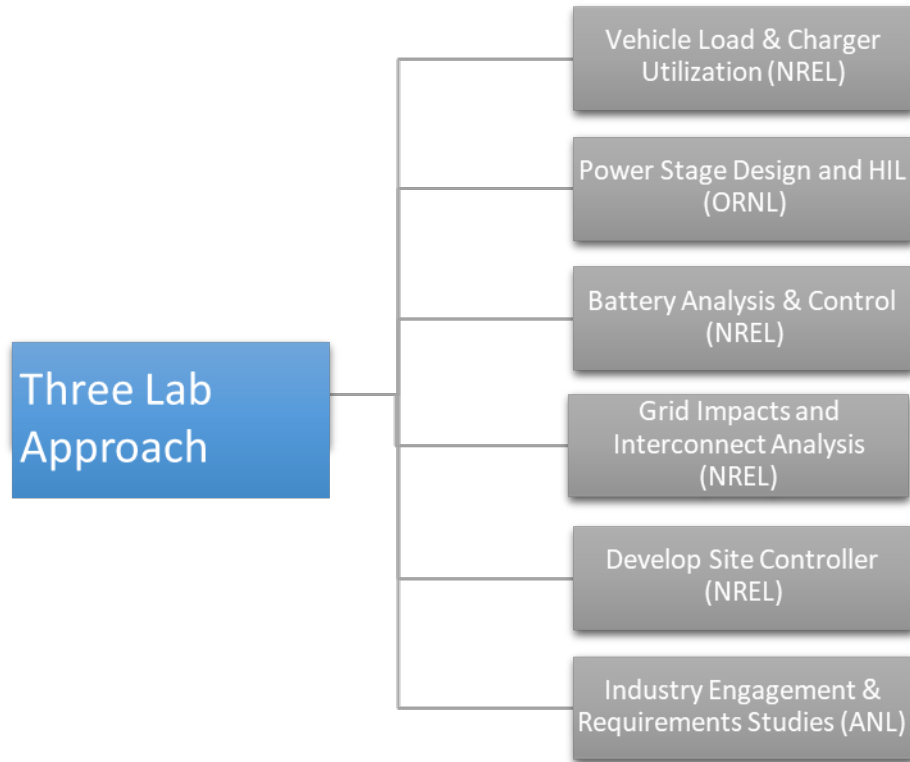 Vehicle Load & Charger
Utilization (NREL)
Power Stage Design and HIL
(ORNL)
Battery Analysis & Control
(NREL)
Three Lab
Approach
Grid Impacts and
Interconnect Analysis
(NREL)
Develop Site Controller
(NREL)
Industry Engagement &
Requirements Studies (ANL)